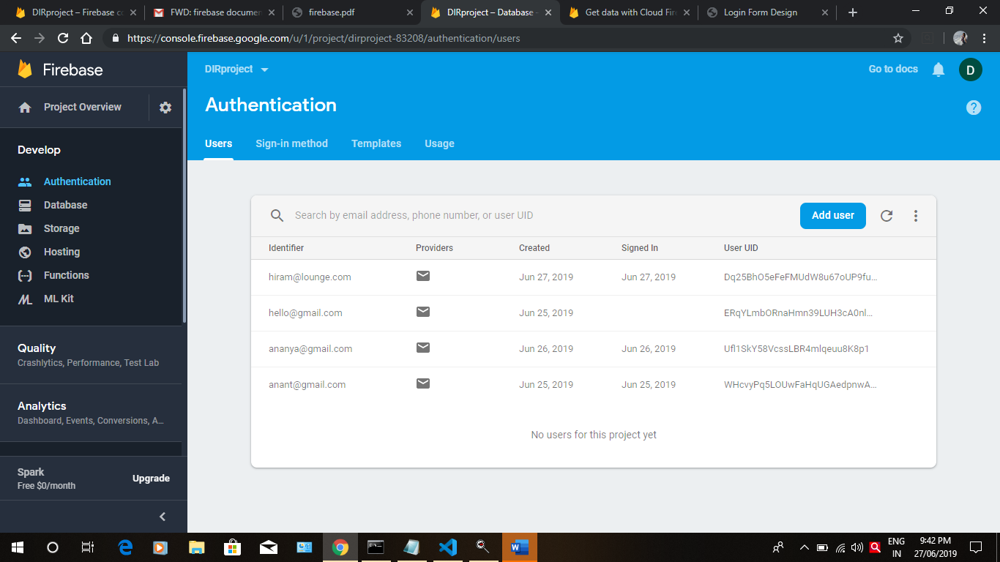 DIRproject – Firebase co
FWD: firebase documen
firebase.pdf
DIRproject – Database –
Get data with Cloud Fire
Login Form Design
https://console.firebase.google.com/u/1/project/dirproject-83208/authentication/users
Firebase
DIRproject
Go to docs
D
Project Overview
Authentication
?
Users Sign-in method Templates Usage
Develop
Authentication
Database
Storage
Hosting
Functions
ML Kit
Quality
Crashlytics, Performance, Test Lab
Analytics
Dashboard, Events, Conversions, A...
Spark
Free $0/month
Upgrade
Search by email address, phone number, or user UID
Add user
Identifier Providers Created Signed In User UID
hiram@lounge.com Jun 27, 2019 Jun 27, 2019 Dq25BhO5eFeFMUdW8u67oUP9fu...
hello@gmail.com Jun 25, 2019 ERqYLmbORnaHmn39LUH3cA0nl...
ananya@gmail.com Jun 26, 2019 Jun 26, 2019 Ufl1SkY58VcssLBR4mlqeuu8K8p1
anant@gmail.com Jun 25, 2019 Jun 25, 2019 WHcvyPq5LOUwFaHqUGAedpnwA...
No users for this project yet
ENG
IN
9:42 PM
27/06/2019